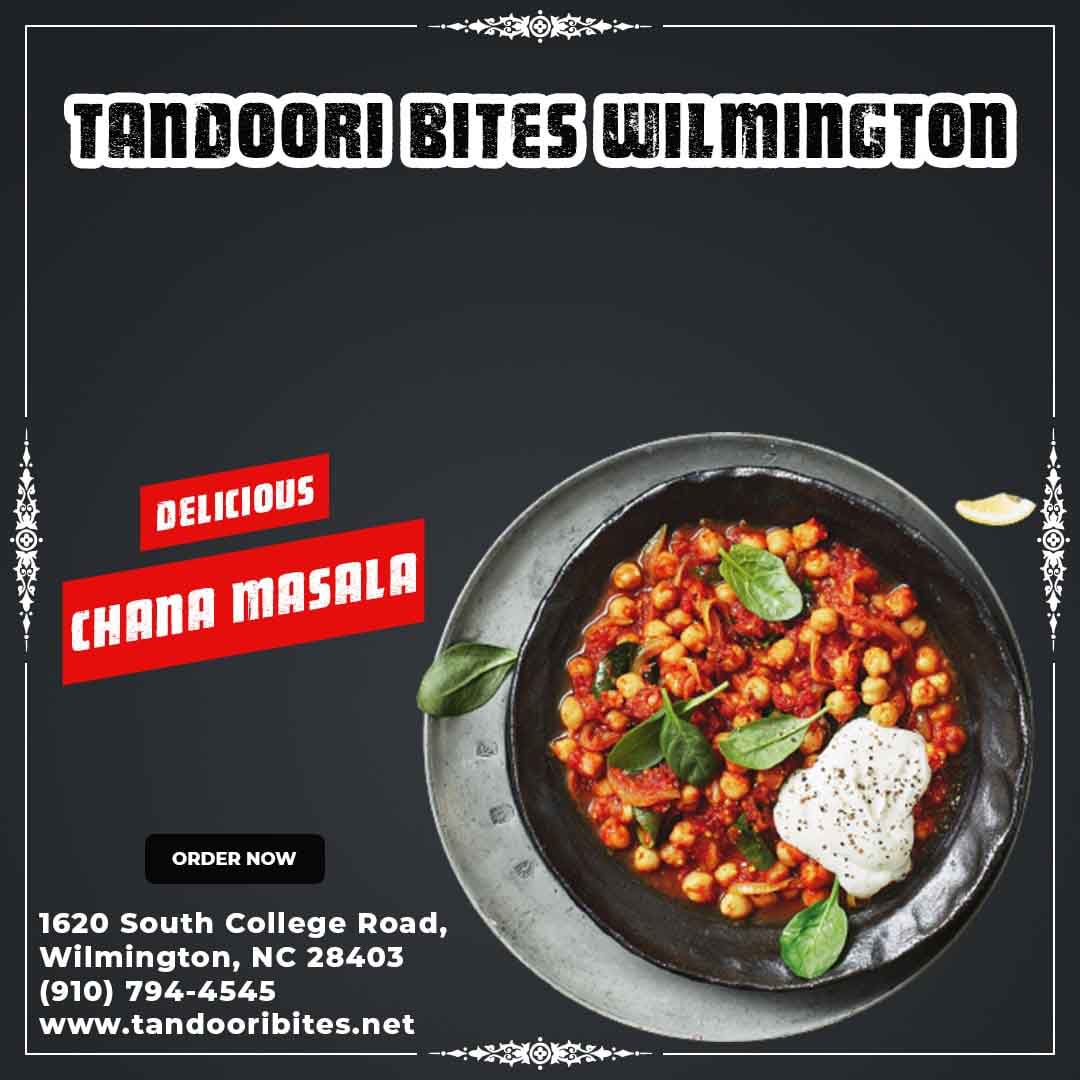 TANDOORI BITES WILMINGTON
DELICIOUS
CHANA MASALA
ORDER NOW
1620 South College Road,
Wilmington, NC 28403
(910) 794-4545
www.tandooribites.net